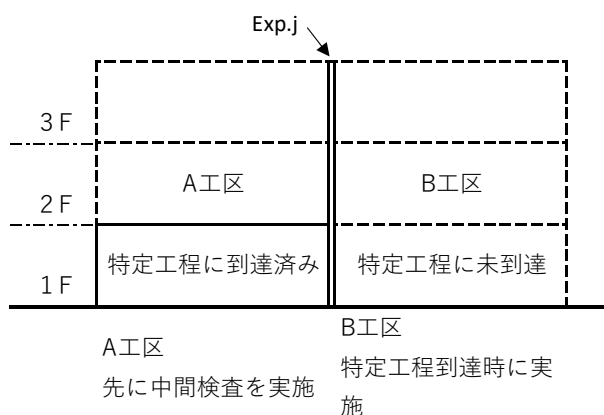 Exp.j
3F
A工区
B工区
2F
特定工程に到達済み
特定工程に未到達
1F
A工区
先に中間検査を実施
B工区
特定工程到達時に実
施